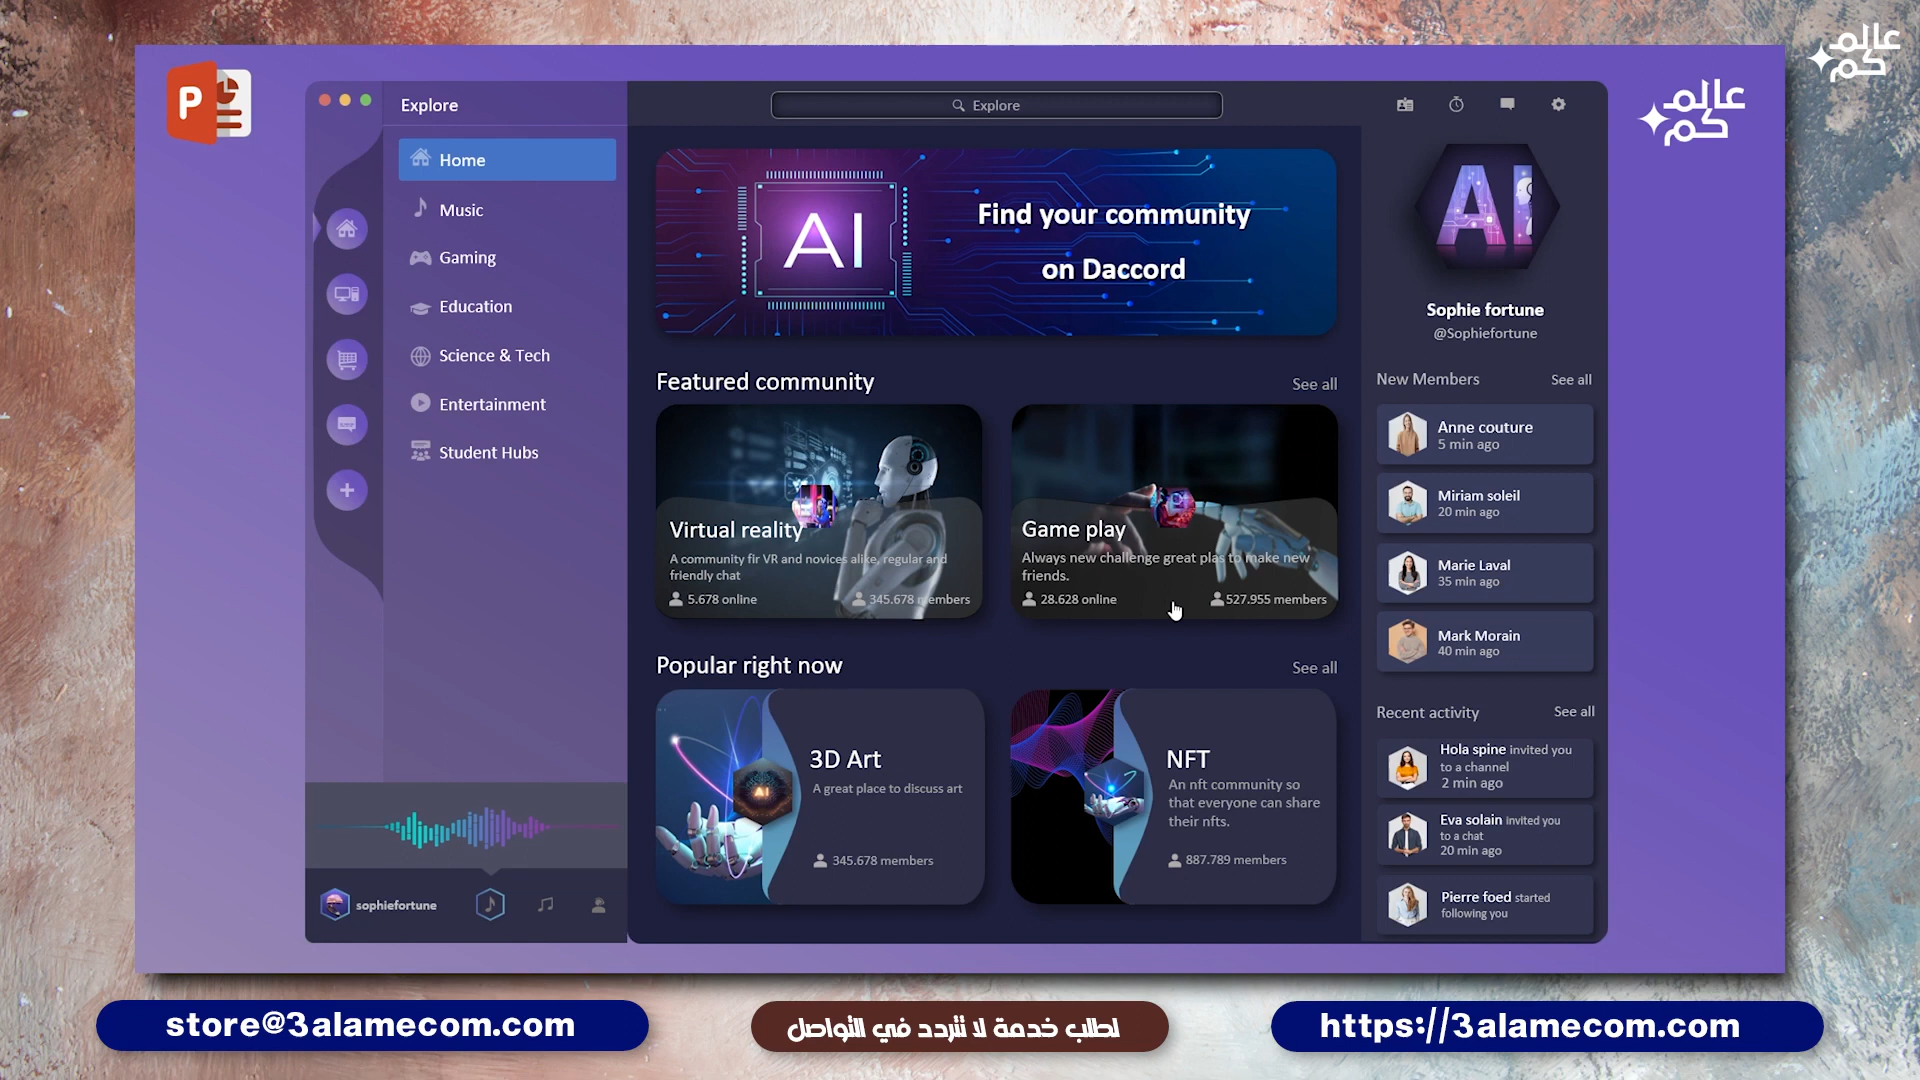 عالم
كم
P
عالم
كم
Explore
Explore
Home
Music
Gaming
Education
Science & Tech
Entertainment
Student Hubs
sophiefortune
AI
Find your community
on Daccord
Featured community
See all
Virtual reality
A community fir VR and novices alike, regular and
friendly chat
5.678 online
345.678 members
Game play
Always new challenge great plas to make new
friends.
28.628 online
527.955 members
Popular right now
See all
3D Art
AI
A great place to discuss art
345.678 members
NFT
An nft community so
that everyone can share
their nfts.
887.789 members
AI
Sophie fortune
@Sophiefortune
New Members
See all
Anne couture
5 min ago
Miriam soleil
20 min ago
Marie Laval
35 min ago
Mark Morain
40 min ago
Recent activity
See all
Hola spine invited you
to a channel
2 min ago
Eva solain invited you
to a chat
20 min ago
Pierre foed started
following you
store@3alamecom.com
لطلب خدمة لا تتردد في التواصل
https://3alamecom.com